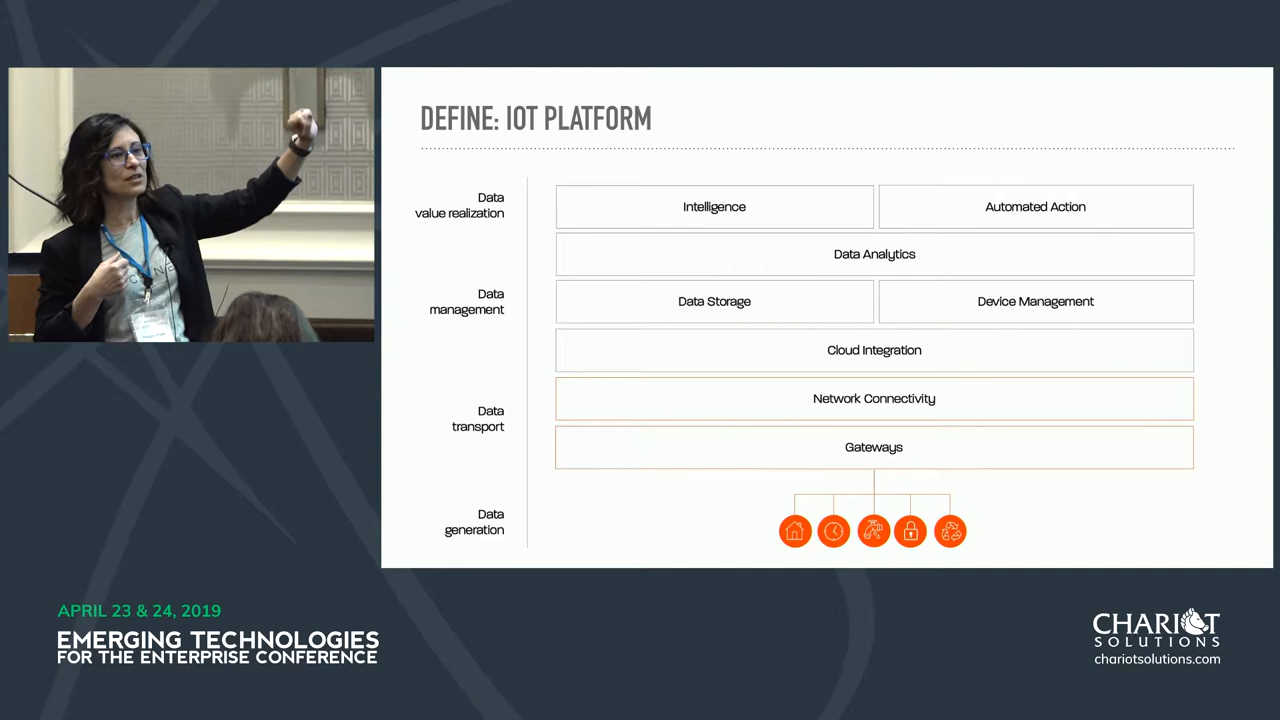 DEFINE: IOT PLATFORM
Data
value realization
Intelligence
Automated Action
Data Analytics
Data
management
Data Storage
Device Management
Cloud Integration
Data
transport
Network Connectivity
Gateways
Data
generation
APRIL 23 & 24, 2019
EMERGING TECHNOLOGIES
FOR THE ENTERPRISE CONFERENCE
CHARIOT
SOLUTIONS
chariotsolutions.com